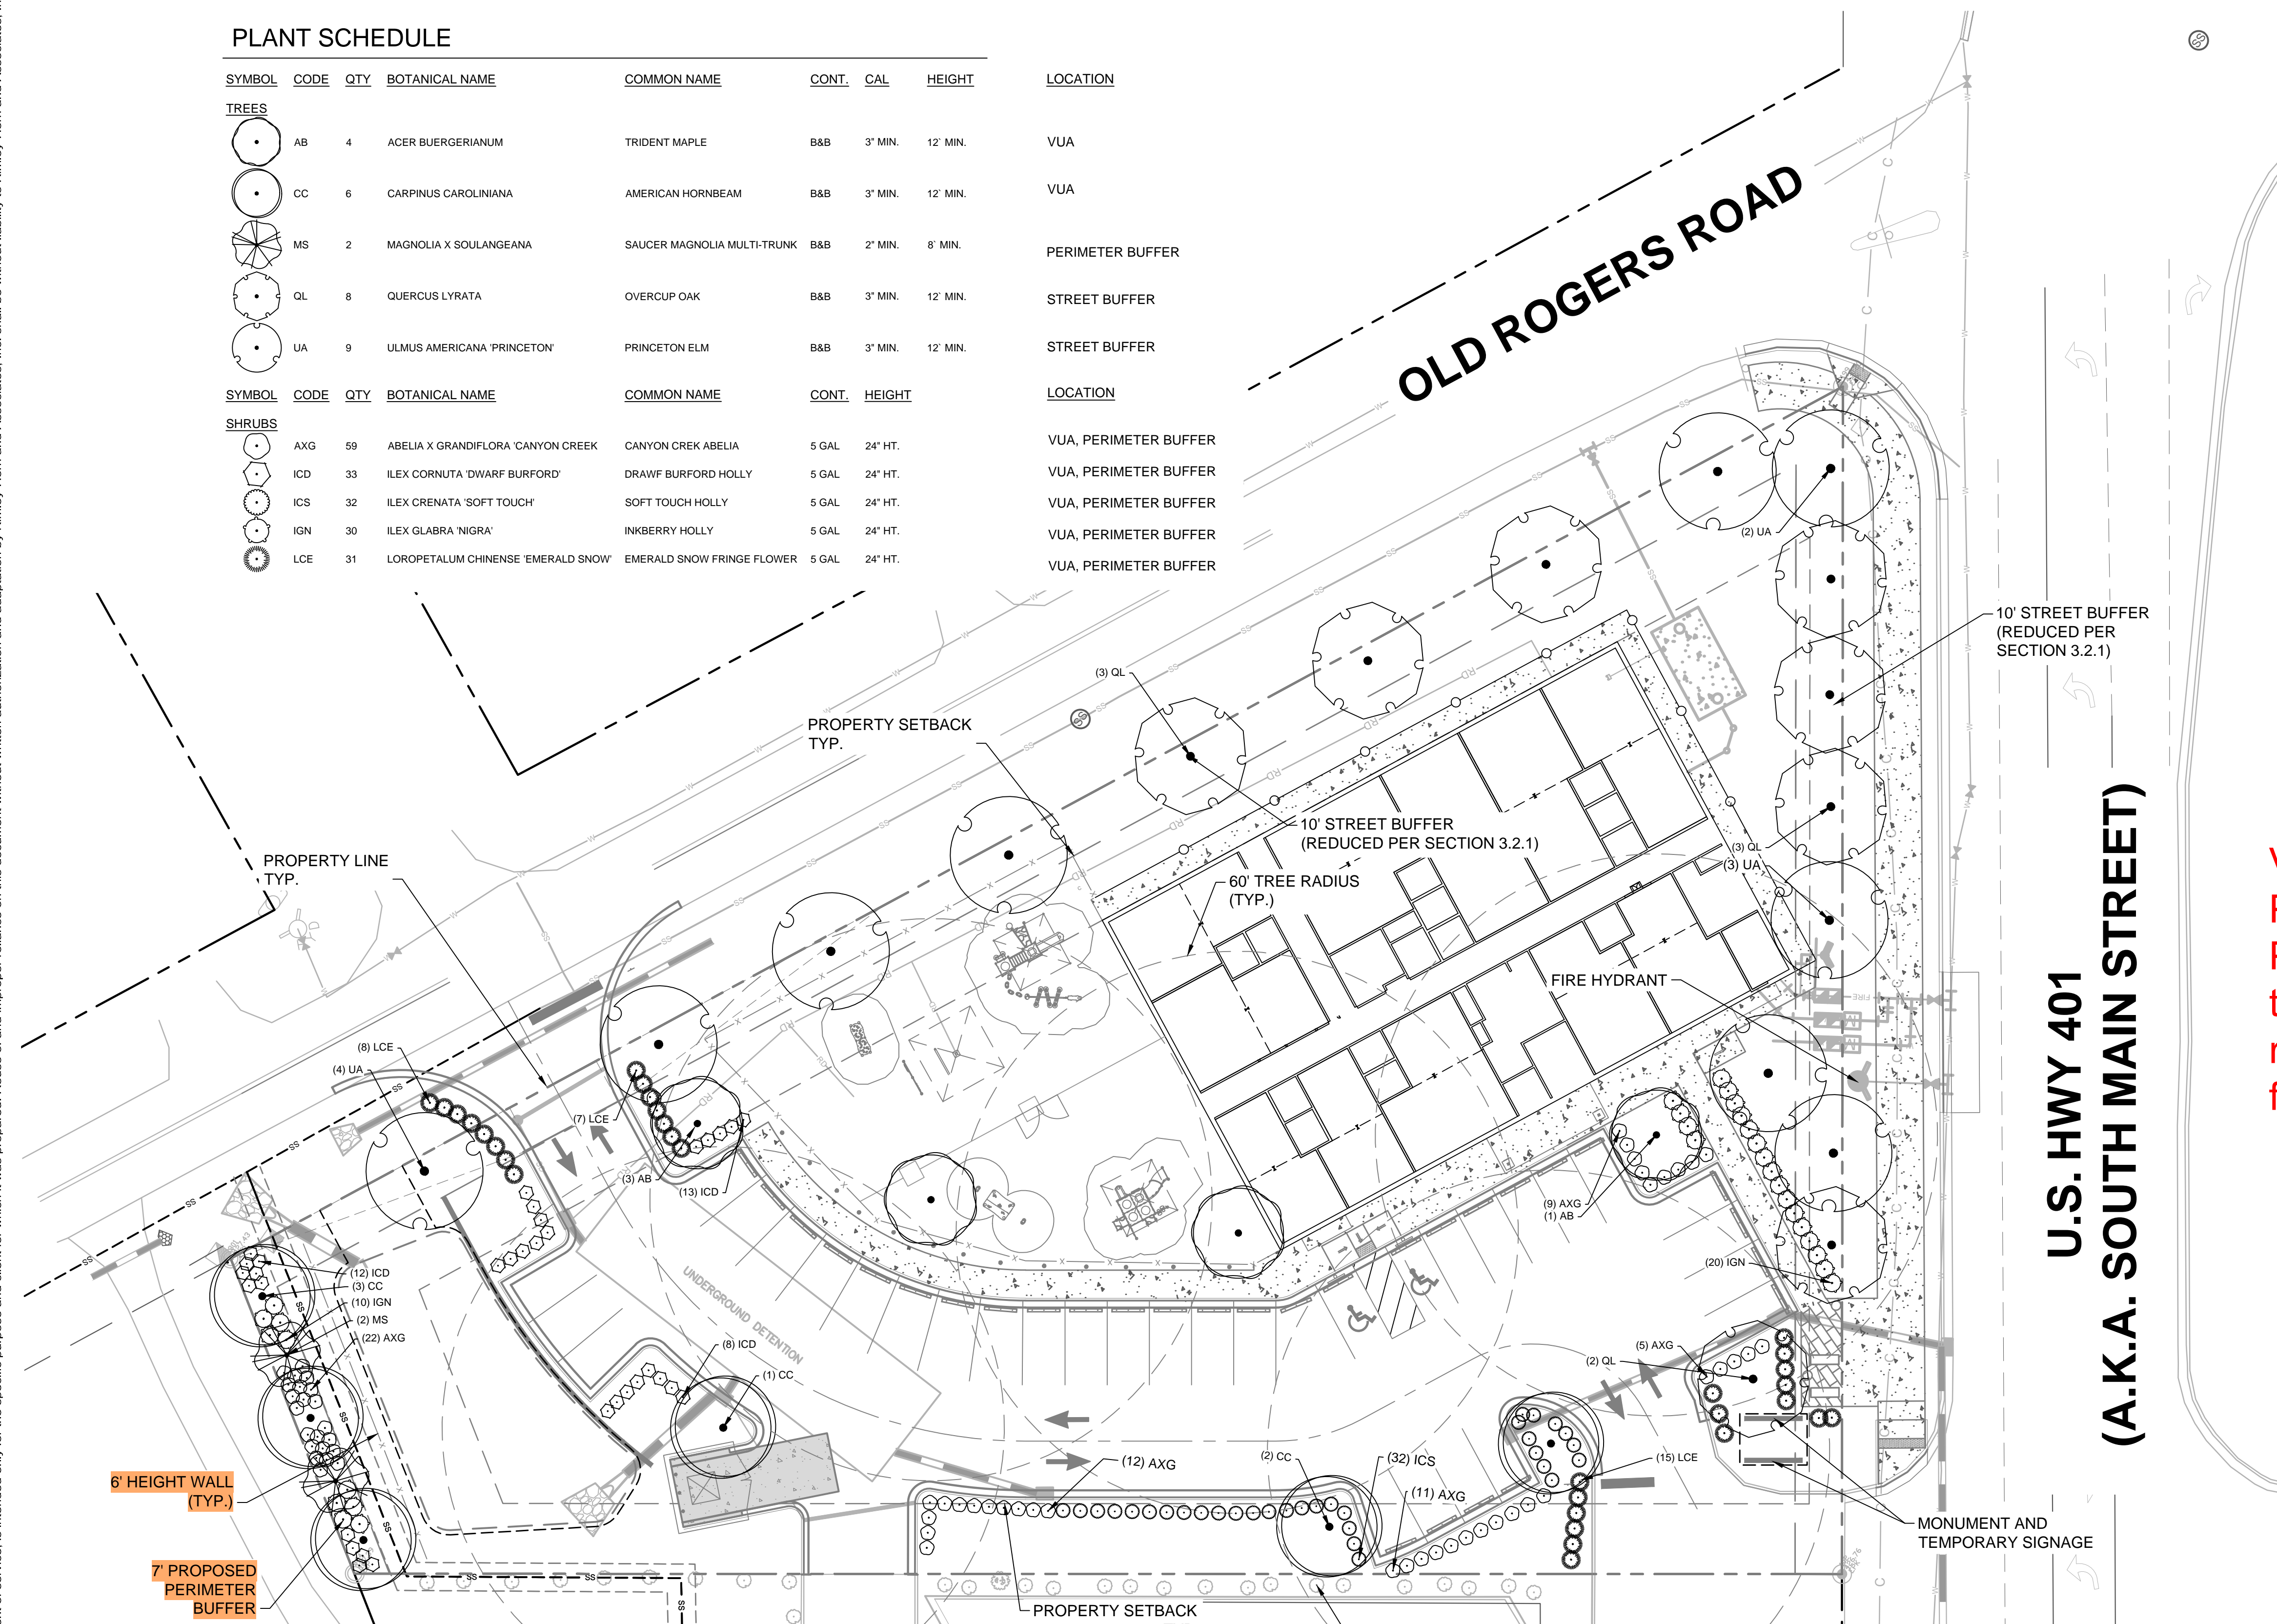 PLANT SCHEDULE
SYMBOL CODE QTY BOTANICAL NAME COMMON NAME CONT. CAL HEIGHT LOCATION
TREES
AB 4 ACER BUERGERIANUM TRIDENT MAPLE B&B 3" MIN. 12` MIN. VUA
CC 6 CARPINUS CAROLINIANA AMERICAN HORNBEAM B&B 3" MIN. 12` MIN. VUA
MS 2 MAGNOLIA X SOULANGEANA SAUCER MAGNOLIA MULTI-TRUNK B&B 2" MIN. 8` MIN. PERIMETER BUFFER
QL 8 QUERCUS LYRATA OVERCUP OAK B&B 3" MIN. 12` MIN. STREET BUFFER
UA 9 ULMUS AMERICANA 'PRINCETON' PRINCETON ELM B&B 3" MIN. 12` MIN. STREET BUFFER
SYMBOL CODE QTY BOTANICAL NAME COMMON NAME CONT. HEIGHT LOCATION
SHRUBS
AXG 59 ABELIA X GRANDIFLORA 'CANYON CREEK CANYON CREK ABELIA 5 GAL 24" HT. VUA, PERIMETER BUFFER
ICD 33 ILEX CORNUTA 'DWARF BURFORD' DRAWF BURFORD HOLLY 5 GAL 24" HT. VUA, PERIMETER BUFFER
ICS 32 ILEX CRENATA 'SOFT TOUCH' SOFT TOUCH HOLLY 5 GAL 24" HT. VUA, PERIMETER BUFFER
IGN 30 ILEX GLABRA 'NIGRA' INKBERRY HOLLY 5 GAL 24" HT. VUA, PERIMETER BUFFER
LCE 31 LOROPETALUM CHINENSE 'EMERALD SNOW' EMERALD SNOW FRINGE FLOWER 5 GAL 24" HT. VUA, PERIMETER BUFFER
OLD ROGERS ROAD
(2) UA
10' STREET BUFFER
(REDUCED PER
SECTION 3.2.1)
(3) QL
PROPERTY SETBACK
TYP.
10' STREET BUFFER
(REDUCED PER SECTION 3.2.1)
(3) QL
(3) UA
PROPERTY LINE
TYP.
60' TREE RADIUS
(TYP.)
FIRE HYDRANT
FIRE
U.S. HWY 401
(A.K.A. SOUTH MAIN STREET)
(8) LCE
(4) UA
(7) LCE
(3) AB
(13) ICD
(9) AXG
(1) AB
(20) IGN
(12) ICD
(3) CC
(10) IGN
(2) MS
(22) AXG
UNDERGROUND DETENTION
(8) ICD
(1) CC
(5) AXG
(2) QL
(12) AXG
(2) CC
(32) ICS
(11) AXG
(15) LCE
6' HEIGHT WALL
(TYP.)
7' PROPOSED
PERIMETER
BUFFER
MONUMENT AND
TEMPORARY SIGNAGE
PROPERTY SETBACK